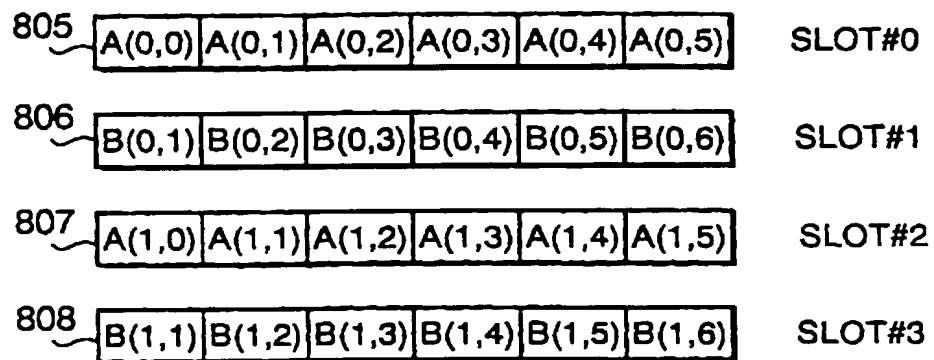 805 A(0,0) A(0,1) A(0,2) A(0,3) A(0,4) A(0,5) SLOT#0
806 B(0,1) B(0,2) B(0,3) B(0,4) B(0,5) B(0,6) SLOT#1
807 A(1,0) A(1,1) A(1,2) A(1,3) A(1,4) A(1,5) SLOT#2
808 B(1,1) B(1,2) B(1,3) B(1,4) B(1,5) B(1,6) SLOT#3